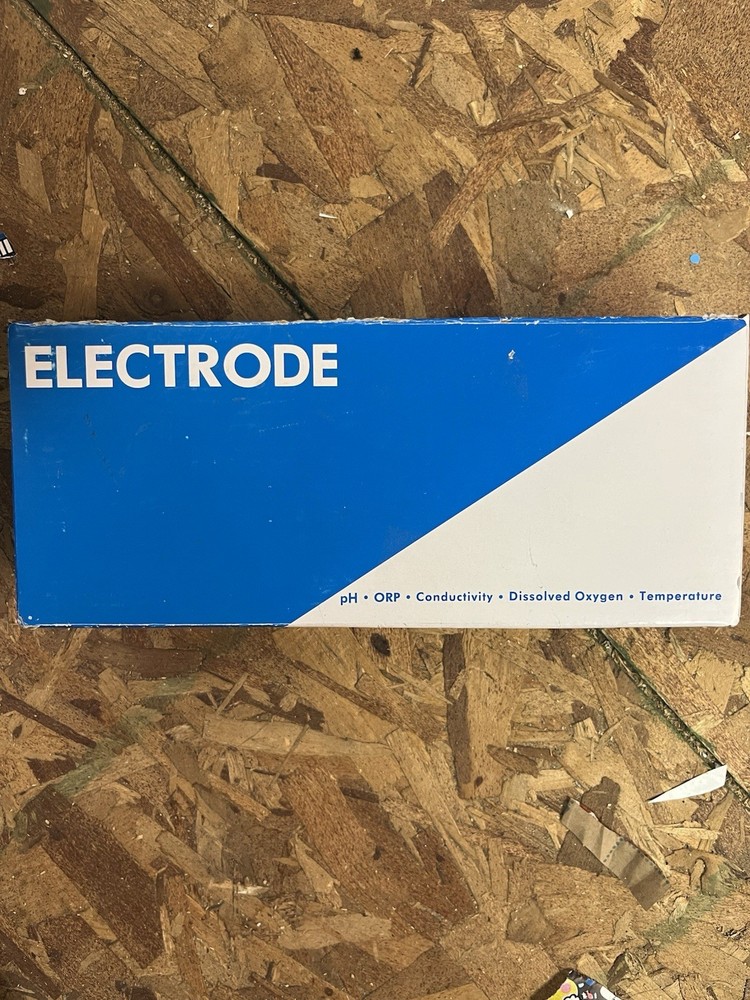 ELECTRODE
pH • ORP • Conductivity • Dissolved Oxygen • Temperature